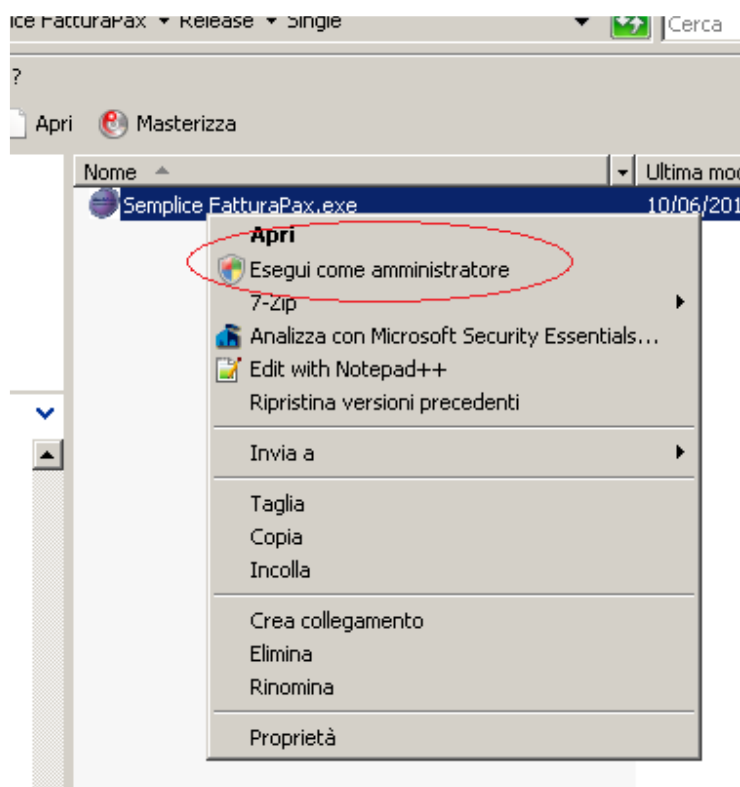 ice FatturaPax ▾ Release ▾ Single Cerca
?
Apri Masterizza
Nome Ultima mod
Semplice FatturaPax.exe 10/06/201
Apri
Esegui come amministratore
7-Zip
Analizza con Microsoft Security Essentials...
Edit with Notepad++
Ripristina versioni precedenti
Invia a
Taglia
Copia
Incolla
Crea collegamento
Elimina
Rinomina
Proprietà